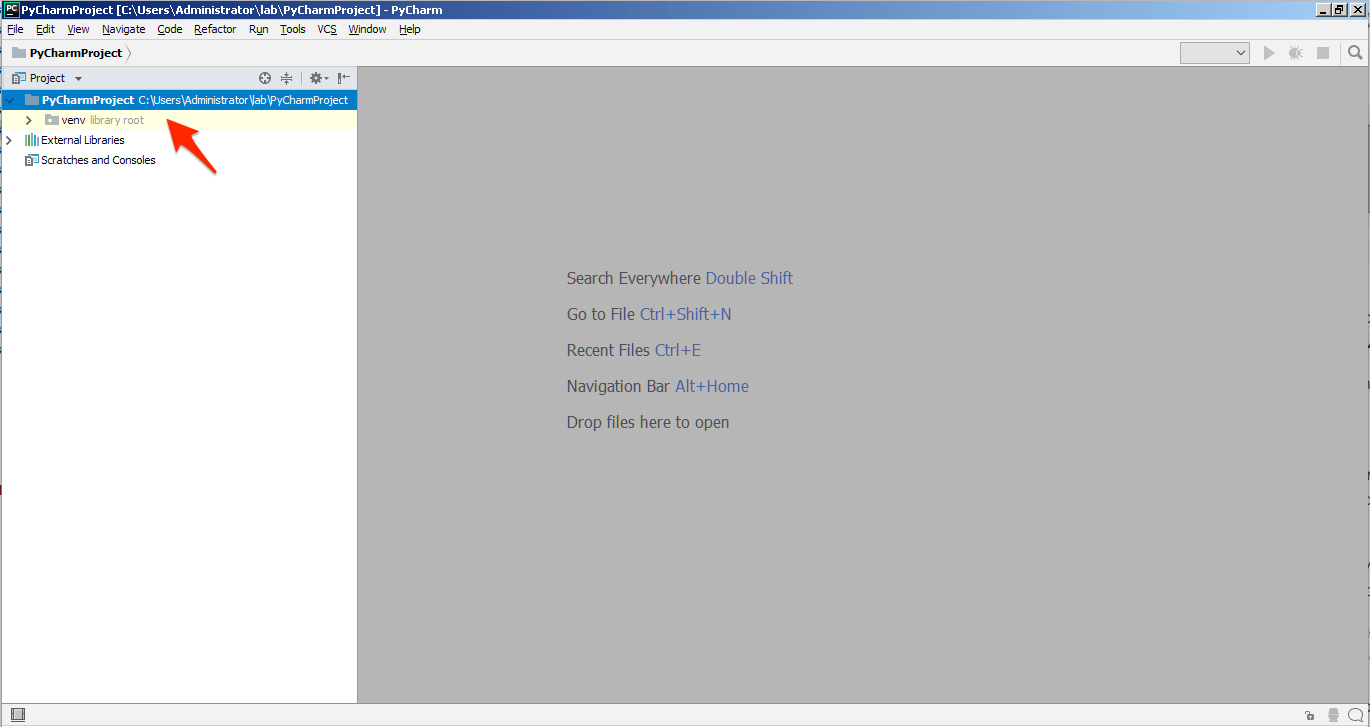 PC PyCharmProject [C:\Users\Administrator\lab\PyCharmProject] - PyCharm
File Edit View Navigate Code Refactor Run Tools VCS Window Help
PyCharmProject
Project
PyCharmProject C:\Users\Administrator\lab\PyCharmProject
venv library root
External Libraries
Scratches and Consoles
Search Everywhere Double Shift
Go to File Ctrl+Shift+N
Recent Files Ctrl+E
Navigation Bar Alt+Home
Drop files here to open